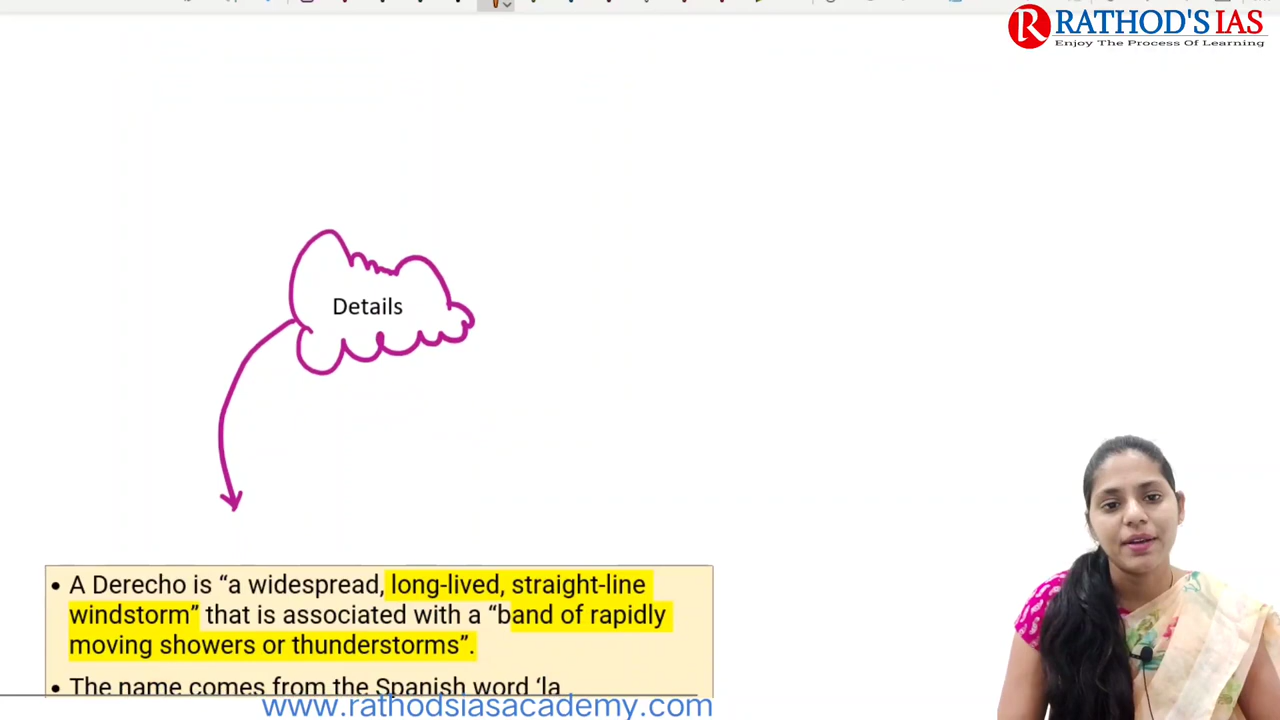 RATHOD'S IAS
Enjoy The Process Of Learning
Details
• A Derecho is “a widespread, long-lived, straight-line
windstorm” that is associated with a “band of rapidly
moving showers or thunderstorms”.
• The name comes from the Spanish word ‘la
www.rathodsiasacademy.com